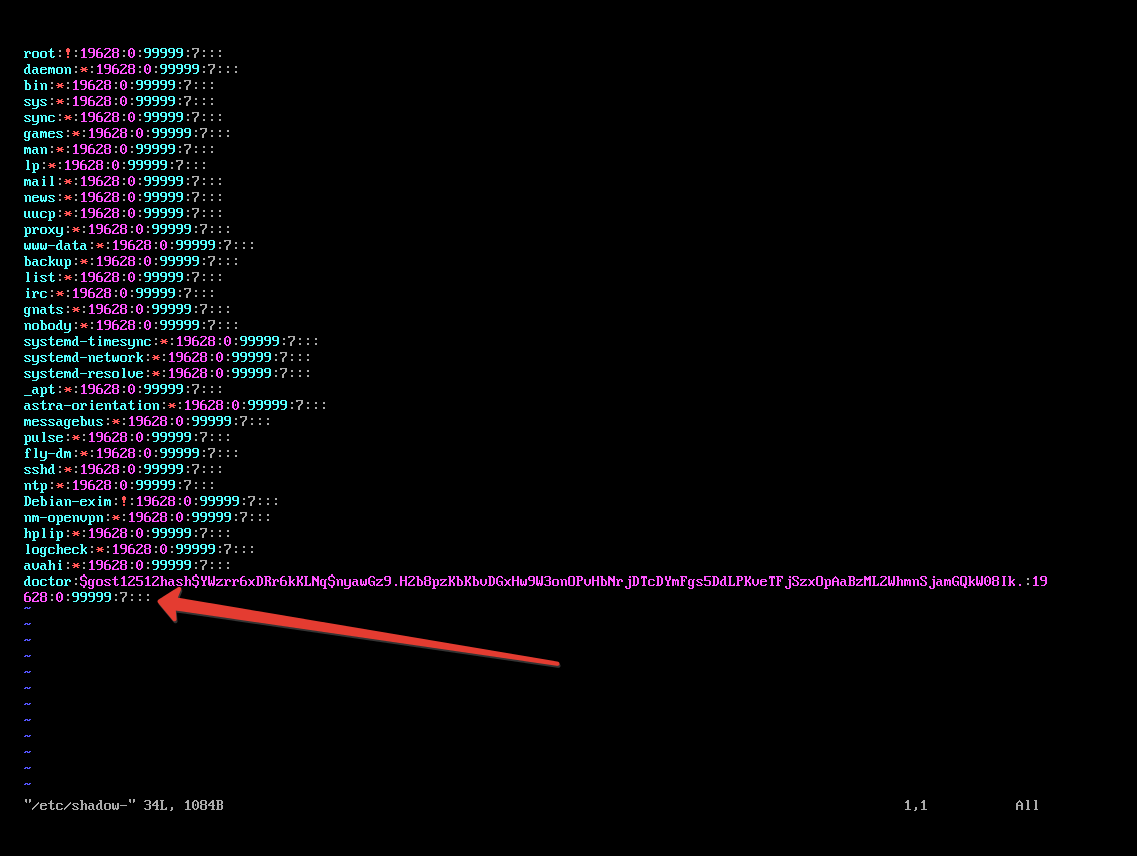 root:!:19628:0:99999:7:::
daemon:*:19628:0:99999:7:::
bin:*:19628:0:99999:7:::
sys:*:19628:0:99999:7:::
sync:*:19628:0:99999:7:::
games:*:19628:0:99999:7:::
man:*:19628:0:99999:7:::
lp:*:19628:0:99999:7:::
mail:*:19628:0:99999:7:::
news:*:19628:0:99999:7:::
uucp:*:19628:0:99999:7:::
proxy:*:19628:0:99999:7:::
www-data:*:19628:0:99999:7:::
backup:*:19628:0:99999:7:::
list:*:19628:0:99999:7:::
irc:*:19628:0:99999:7:::
gnats:*:19628:0:99999:7:::
nobody:*:19628:0:99999:7:::
systemd-timesync:*:19628:0:99999:7:::
systemd-network:*:19628:0:99999:7:::
systemd-resolve:*:19628:0:99999:7:::
_apt:*:19628:0:99999:7:::
astra-orientation:*:19628:0:99999:7:::
messagebus:*:19628:0:99999:7:::
pulse:*:19628:0:99999:7:::
fly-dm:*:19628:0:99999:7:::
sshd:*:19628:0:99999:7:::
ntp:*:19628:0:99999:7:::
Debian-exim:!:19628:0:99999:7:::
nm-openvpn:*:19628:0:99999:7:::
hplip:*:19628:0:99999:7:::
logcheck:*:19628:0:99999:7:::
avahi:*:19628:0:99999:7:::
doctor:$gost12512hash$YWzrr6xDRr6kKLNq$nyawGz9.H2b8pzKbKbvDGxHw9W3onOPvHbNrjDTcDYmFgs5DdLPKveTFjSzxOpAaBzML2WhmnSjamGQkW08Ik.:19
628:0:99999:7:::
~
~
~
~
~
~
~
~
~
~
~
~
"/etc/shadow-" 34L, 1084B 1,1 All